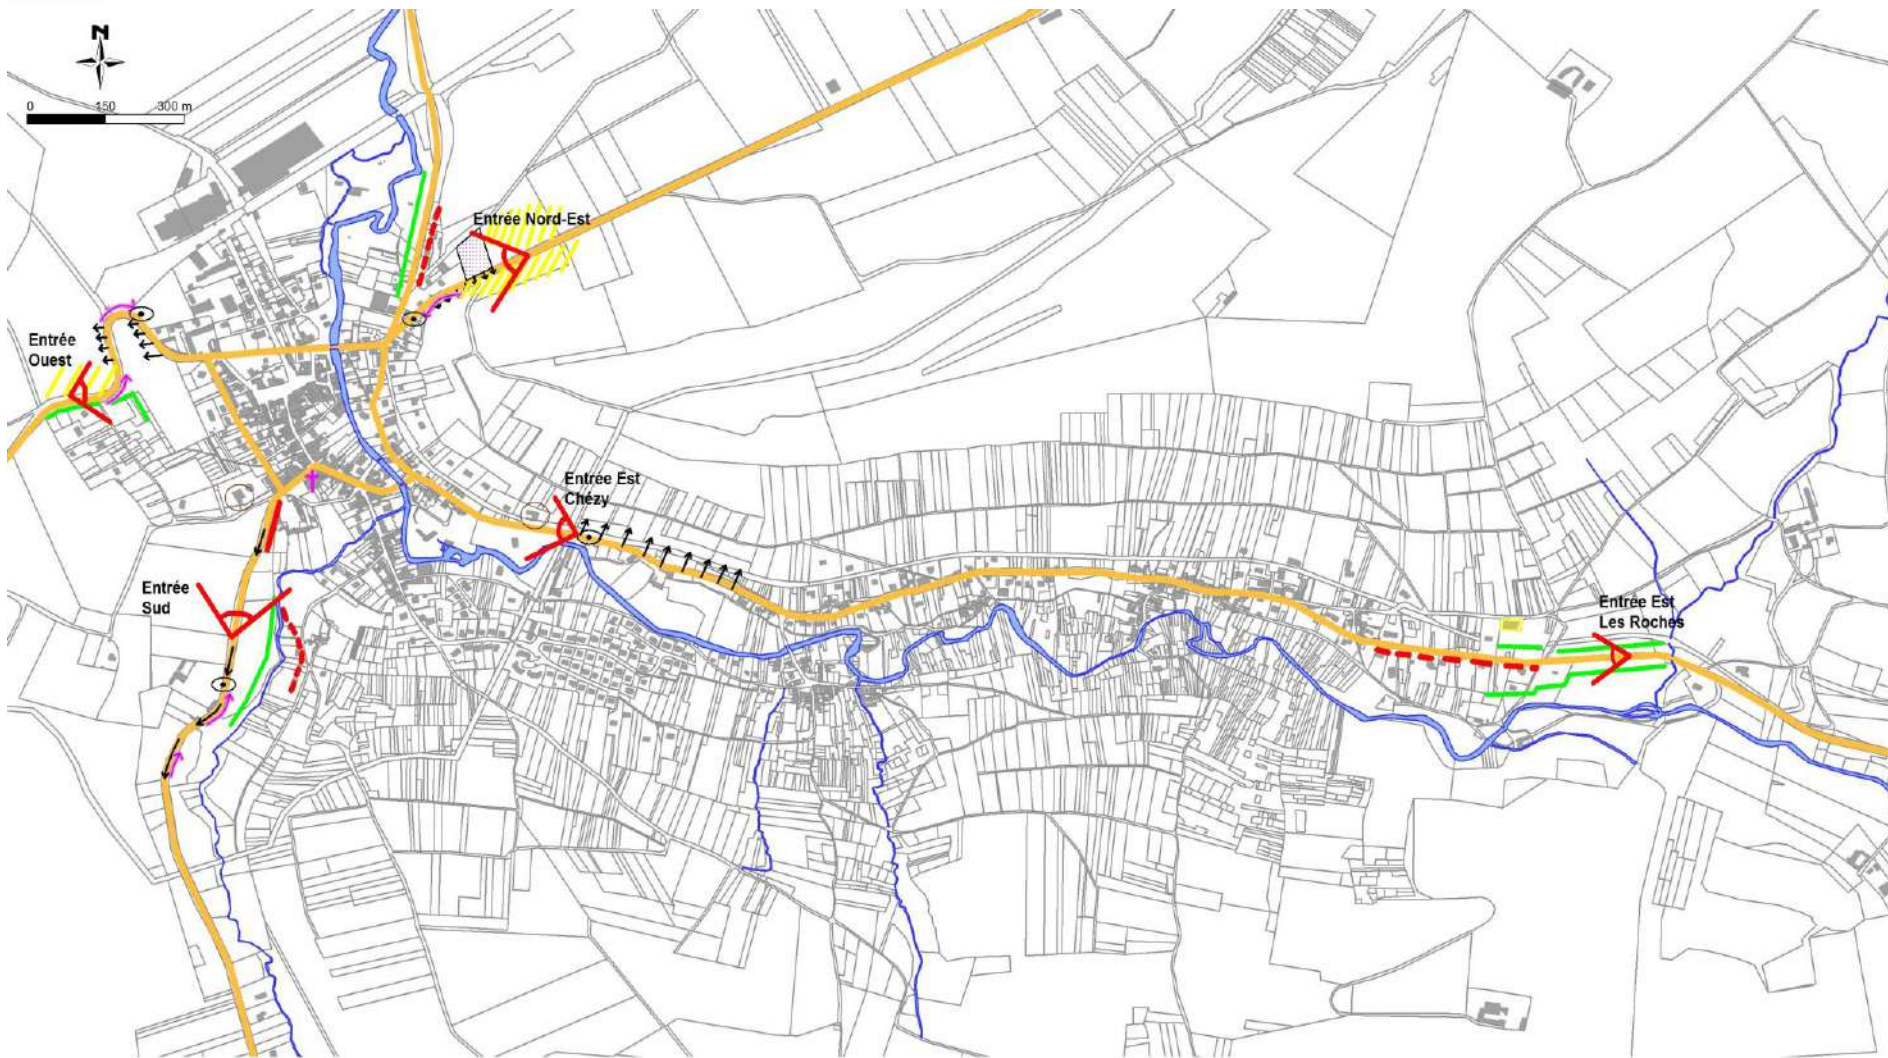 N
0 150 300 m
Entrée Nord-Est
Entrée
Ouest
Entrée Est
Chézy
Entrée
Sud
Entrée Est
Les Roches